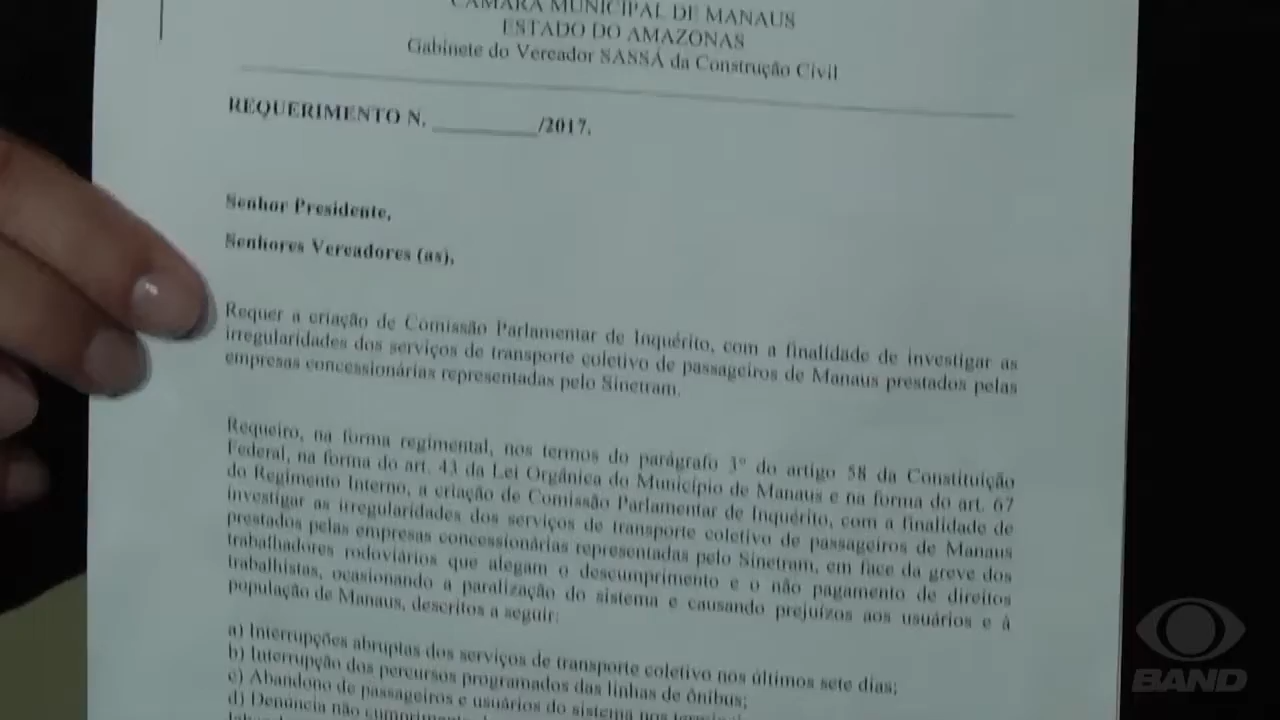 CÂMARA MUNICIPAL DE MANAUS
ESTADO DO AMAZONAS
Gabinete do Vereador SASSÁ da Construção Civil
REQUERIMENTO N. __________/2017.
Senhor Presidente,
Senhores Vereadores (as),
Requer a criação de Comissão Parlamentar de Inquérito, com a finalidade de investigar as
irregularidades dos serviços de transporte coletivo de passageiros de Manaus prestados pelas
empresas concessionárias representadas pelo Sinetram.
Requeiro, na forma regimental, nos termos do parágrafo 3º do artigo 58 da Constituição
Federal, na forma do art. 43 da Lei Orgânica do Município de Manaus e na forma do art. 67
do Regimento Interno, a criação de Comissão Parlamentar de Inquérito, com a finalidade de
investigar as irregularidades dos serviços de transporte coletivo de passageiros de Manaus
prestados pelas empresas concessionárias representadas pelo Sinetram, em face da greve dos
trabalhadores rodoviários que alegam o descumprimento e o não pagamento de direitos
trabalhistas, ocasionando a paralização do sistema e causando prejuízos aos usuários e à
população de Manaus, descritos a seguir:
a) Interrupções abruptas dos serviços de transporte coletivo nos últimos sete dias;
b) Interrupção dos percursos programados das linhas de ônibus;
c) Abandono de passageiros e usuários do sistema nos
d) Denúncia não
BAND